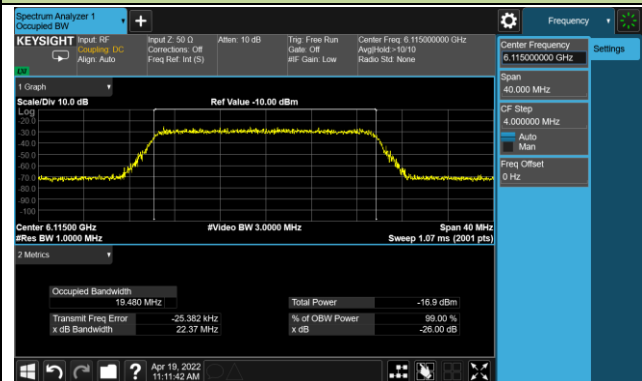 Spectrum Analyzer 1
Occupied BW
Frequency
KEYSIGHT
Input: RF
Coupling: DC
Align: Auto
Input Z: 50 Ω
Corrections: Off
Freq Ref: Int (S)
Atten: 10 dB
Trig: Free Run
Gate: Off
#IF Gain: Low
Center Freq: 6.115000000 GHz
Avg|Hold:>10/10
Radio Std: None
Center Frequency
6.115000000 GHz
Settings
Span
40.000 MHz
CF Step
4.000000 MHz
Auto
Man
Freq Offset
0 Hz
1 Graph
Scale/Div 10.0 dB
Ref Value -10.00 dBm
Log
-20.0
-30.0
-40.0
-50.0
-60.0
-70.0
-80.0
-90.0
-100
Center 6.11500 GHz
#Res BW 1.0000 MHz
#Video BW 3.0000 MHz
Span 40 MHz
Sweep 1.07 ms (2001 pts)
2 Metrics
Occupied Bandwidth
19.480 MHz
Total Power
-16.9 dBm
Transmit Freq Error
-25.382 kHz
% of OBW Power
99.00 %
x dB Bandwidth
22.37 MHz
x dB
-26.00 dB
?
Apr 19, 2022
11:11:42 AM